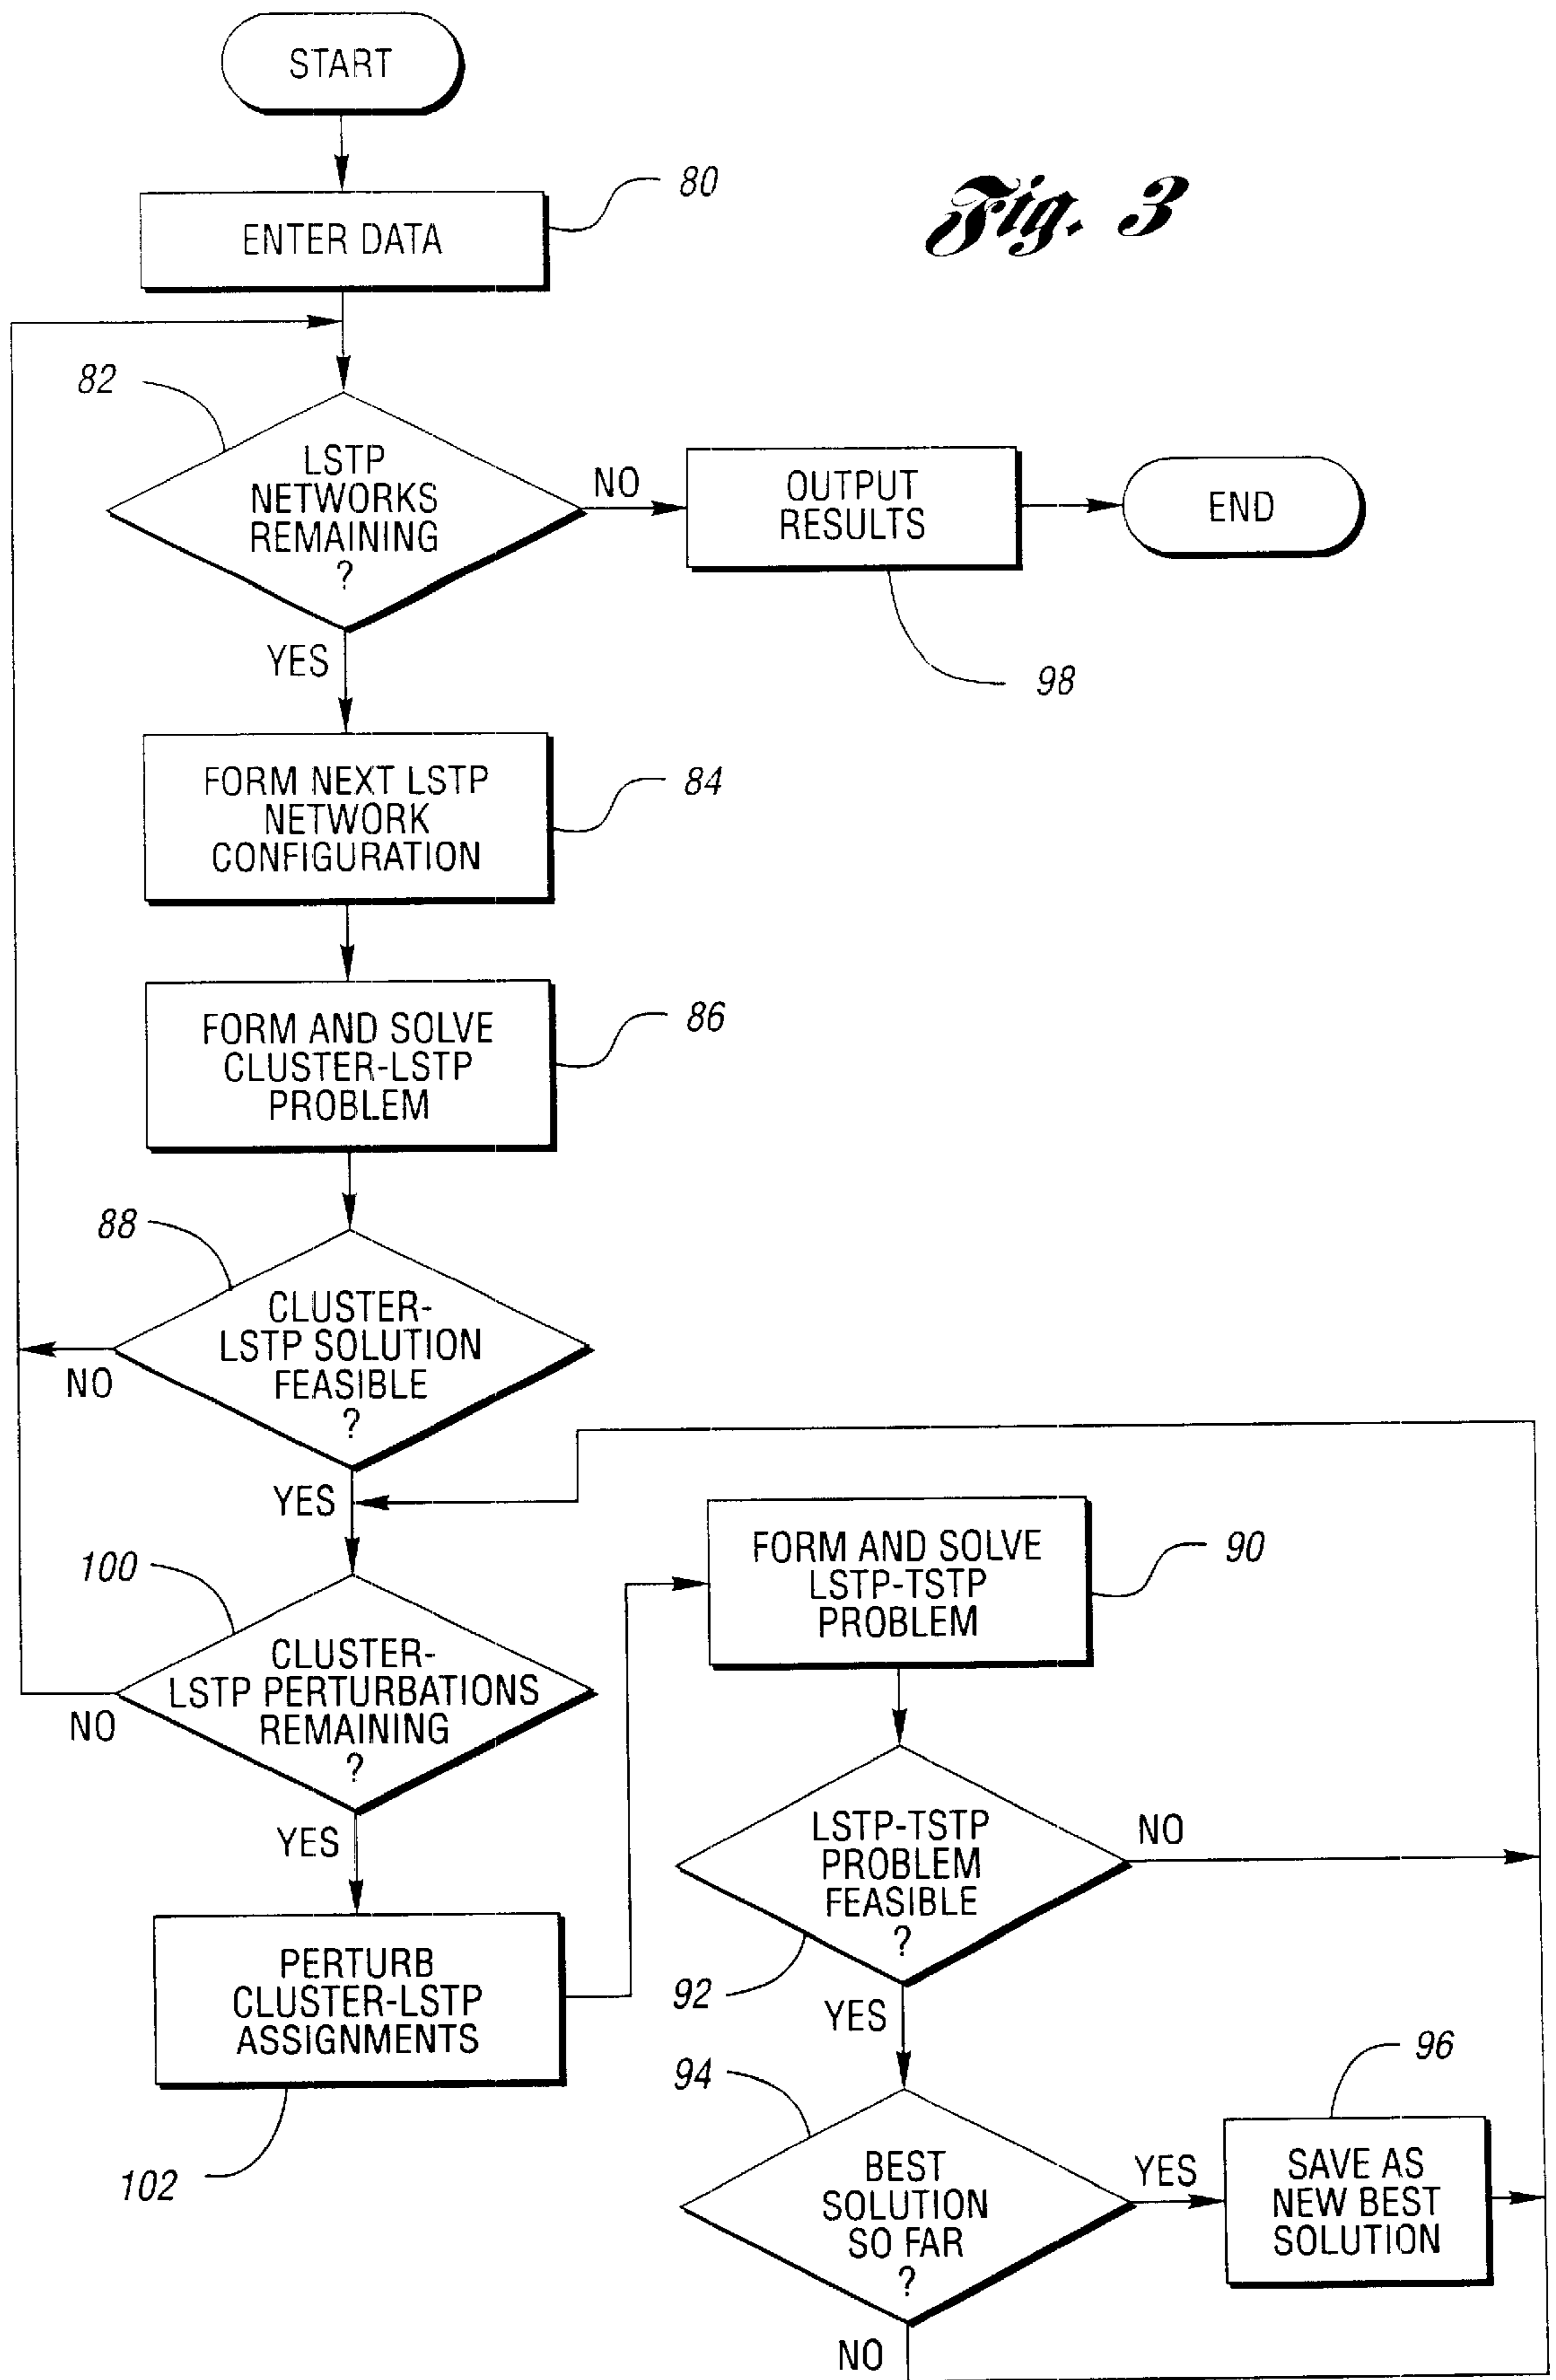 START
80
ENTER DATA
Fig. 3
82
LSTP
NETWORKS
REMAINING
?
NO
OUTPUT
RESULTS
END
YES
98
FORM NEXT LSTP
NETWORK
CONFIGURATION
84
FORM AND SOLVE
CLUSTER-LSTP
PROBLEM
86
88
CLUSTER-
LSTP SOLUTION
FEASIBLE
?
NO
YES
100
CLUSTER-
LSTP PERTURBATIONS
REMAINING
?
NO
YES
PERTURB
CLUSTER-LSTP
ASSIGNMENTS
102
FORM AND SOLVE
LSTP-TSTP
PROBLEM
90
LSTP-TSTP
PROBLEM
FEASIBLE
?
NO
92
YES
94
BEST
SOLUTION
SO FAR
?
YES
96
SAVE AS
NEW BEST
SOLUTION
NO